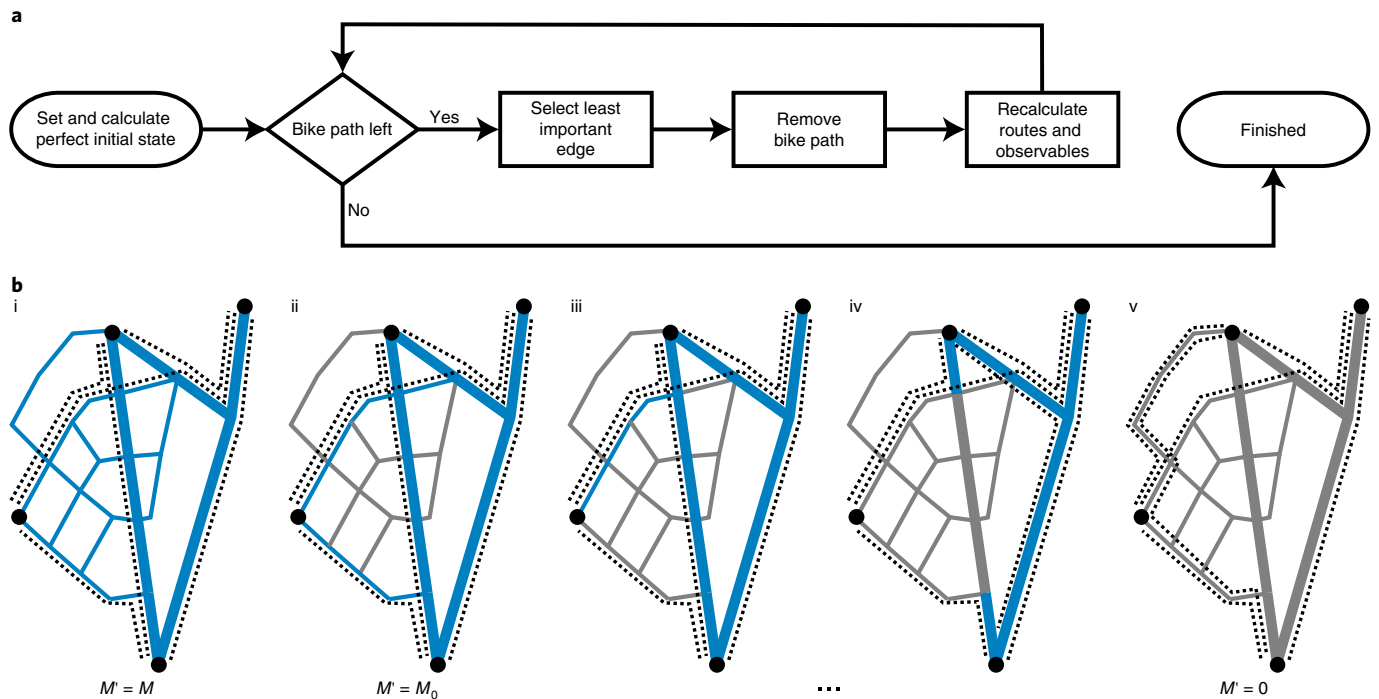 a
Set and calculate
perfect initial state
Bike path left
Yes
Select least
important
edge
Remove
bike path
Recalculate
routes and
observables
Finished
No
b
i
ii
iii
iv
v
M' = M
M' = M₀
...
M' = 0